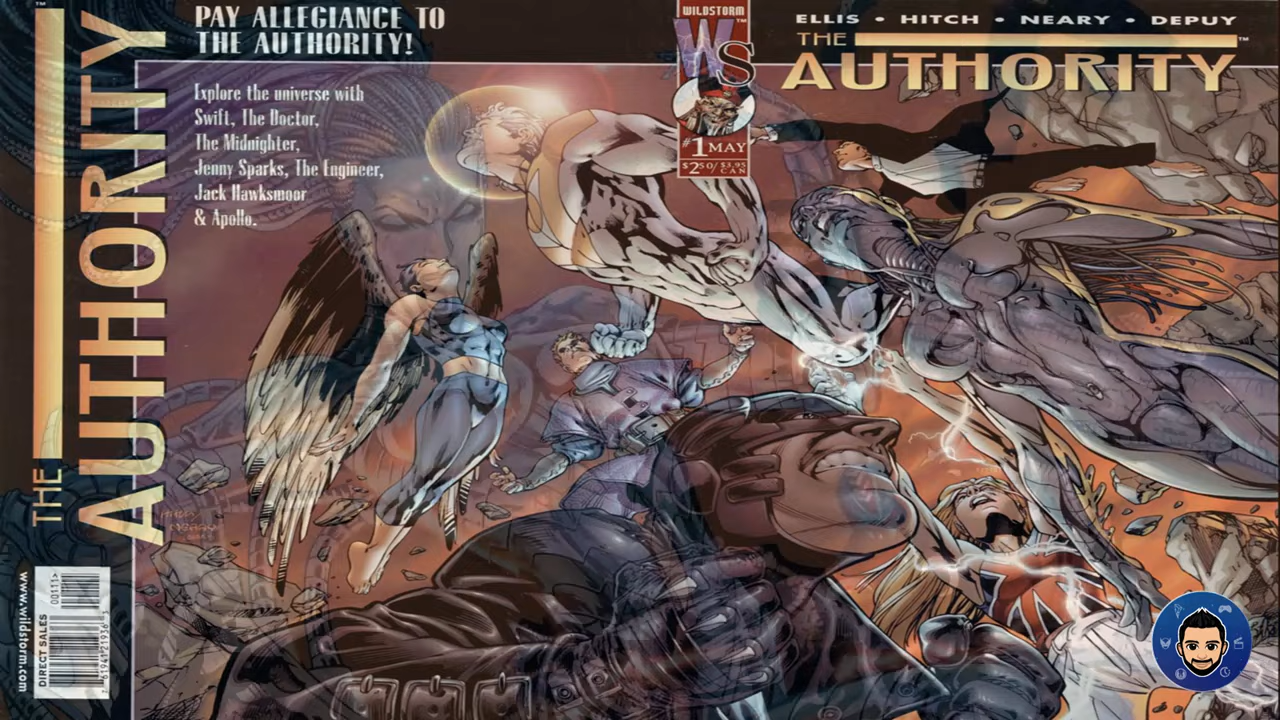 THE AUTHORITY
PAY ALLEGIANCE TO
THE AUTHORITY!
Explore the universe with
Swift, The Doctor,
The Midnighter,
Jenny Sparks, The Engineer,
Jack Hawksmoor
& Apollo.
WILDSTORM™
WS
#1 MAY
$2.50/$3.95
CAN
ELLIS • HITCH • NEARY • DEPUY
THE
AUTHORITY
www.wildstorm.com
DIRECT SALES
00111>